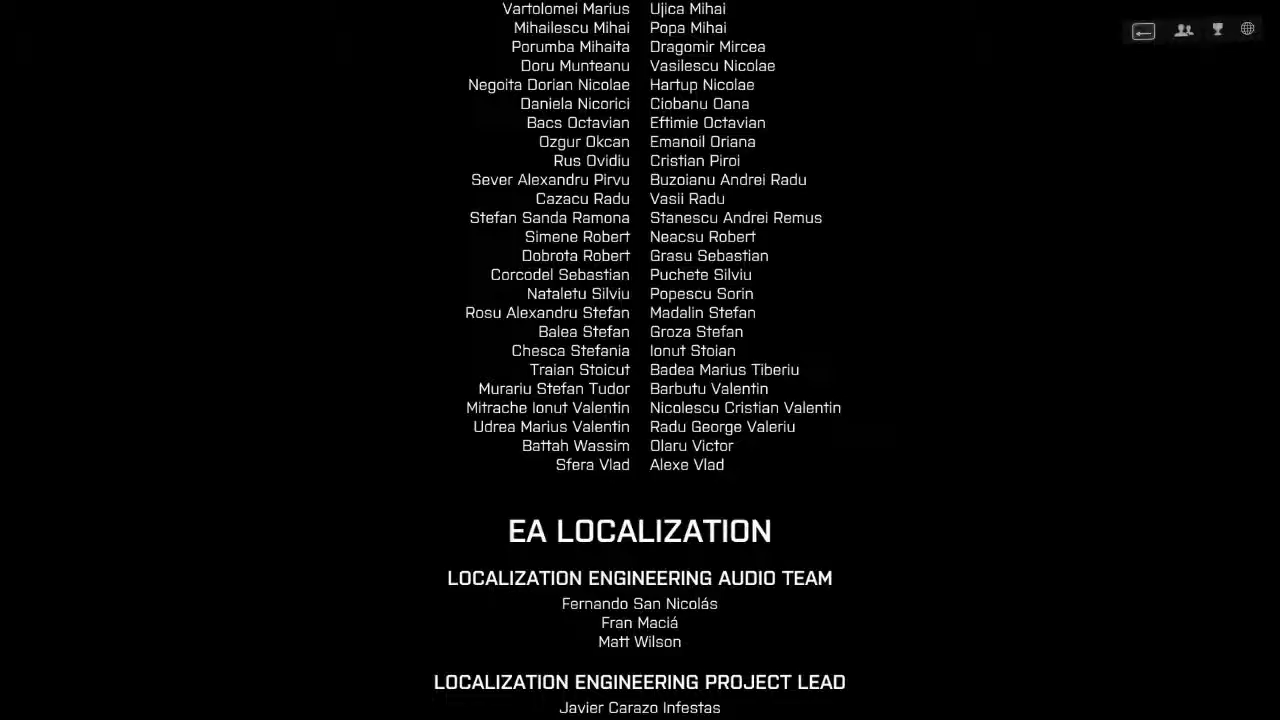 Vartolomei Marius Ujica Mihai
Mihailescu Mihai Popa Mihai
Porumba Mihaita Dragomir Mircea
Doru Munteanu Vasilescu Nicolae
Negoita Dorian Nicolae Hartup Nicolae
Daniela Nicorici Ciobanu Oana
Bacs Octavian Eftimie Octavian
Ozgur Okcan Emanoil Oriana
Rus Ovidiu Cristian Piroi
Sever Alexandru Pirvu Buzoianu Andrei Radu
Cazacu Radu Vasii Radu
Stefan Sanda Ramona Stanescu Andrei Remus
Simene Robert Neacsu Robert
Dobrota Robert Grasu Sebastian
Corcodel Sebastian Puchete Silviu
Nataletu Silviu Popescu Sorin
Rosu Alexandru Stefan Madalin Stefan
Balea Stefan Groza Stefan
Chesca Stefania Ionut Stoian
Traian Stoicut Badea Marius Tiberiu
Murariu Stefan Tudor Barbutu Valentin
Mitrache Ionut Valentin Nicolescu Cristian Valentin
Udrea Marius Valentin Radu George Valeriu
Battah Wassim Olaru Victor
Sfera Vlad Alexe Vlad
EA LOCALIZATION
LOCALIZATION ENGINEERING AUDIO TEAM
Fernando San Nicolás
Fran Maciá
Matt Wilson
LOCALIZATION ENGINEERING PROJECT LEAD
Javier Carazo Infestas